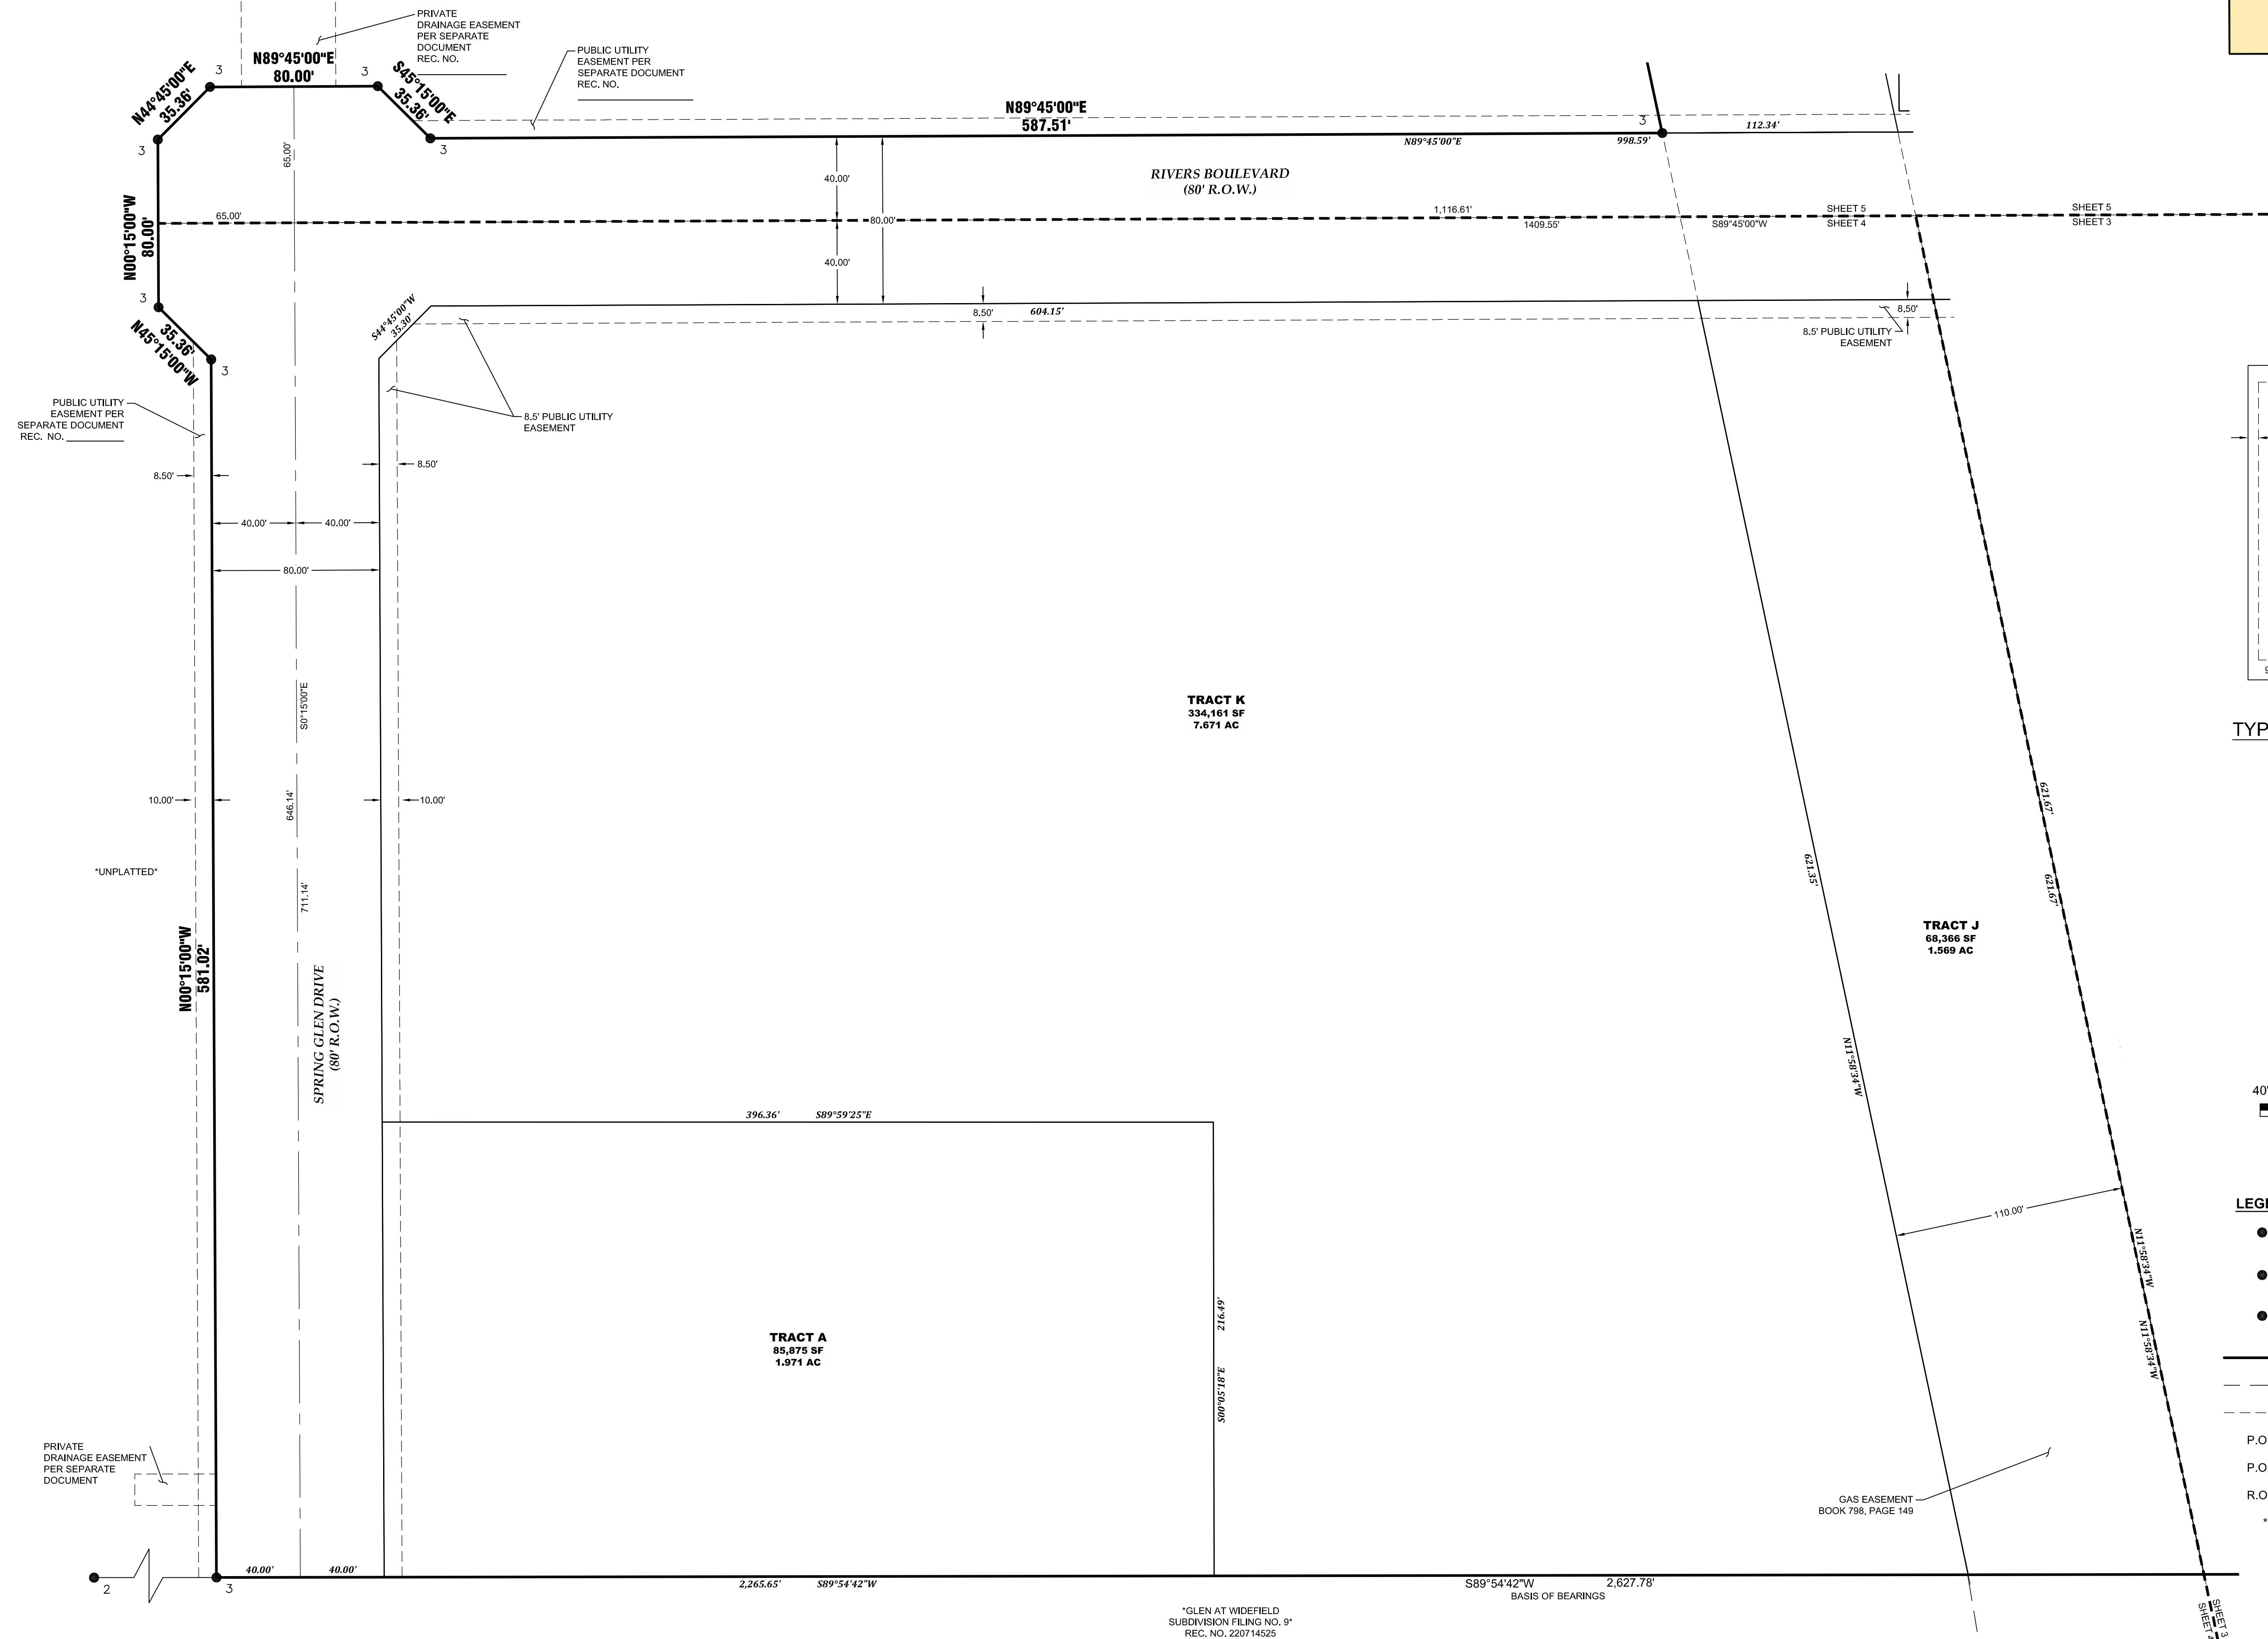 PRIVATE
DRAINAGE EASEMENT
PER SEPARATE
DOCUMENT
REC. NO.
PUBLIC UTILITY
EASEMENT PER
SEPARATE DOCUMENT
REC. NO.
N89°45'00"E
80.00'
3
3
N44°45'00"E
35.36'
S45°15'00"E
35.36'
3
3
N89°45'00"E
587.51'
3
112.34'
N89°45'00"E
998.59'
65.00'
40.00'
RIVERS BOULEVARD
(80' R.O.W.)
N00°15'00"W
80.00'
65.00'
80.00'
1,116.61'
1409.55'
S89°45'00"W
SHEET 5
SHEET 4
SHEET 5
SHEET 3
40.00'
3
N45°15'00"W
35.36'
3
S44°45'00"W
35.30'
8.50'
604.15'
8.50'
8.5' PUBLIC UTILITY
EASEMENT
PUBLIC UTILITY
EASEMENT PER
SEPARATE DOCUMENT
REC. NO.
8.5' PUBLIC UTILITY
EASEMENT
8.50'
8.50'
40.00'
40.00'
80.00'
S0°15'00"E
TRACT K
334,161 SF
7.671 AC
TYP
646.14'
10.00'
10.00'
621.67'
*UNPLATTED*
711.14'
621.35'
621.67'
N00°15'00"W
581.02'
SPRING GLEN DRIVE
(80' R.O.W.)
TRACT J
68,366 SF
1.569 AC
N11°58'34"W
40'
396.36'
S89°59'25"E
110.00'
LEGE
N11°58'34"W
N11°58'34"W
216.49'
S00°05'18"E
TRACT A
85,875 SF
1.971 AC
PRIVATE
DRAINAGE EASEMENT
PER SEPARATE
DOCUMENT
GAS EASEMENT
BOOK 798, PAGE 149
P.O
P.O
R.O
*
2
3
40.00'
40.00'
2,265.65'
S89°54'42"W
S89°54'42"W
2,627.78'
BASIS OF BEARINGS
*GLEN AT WIDEFIELD
SUBDIVISION FILING NO. 9*
REC. NO. 220714525
SHEET 3
SHEET 4